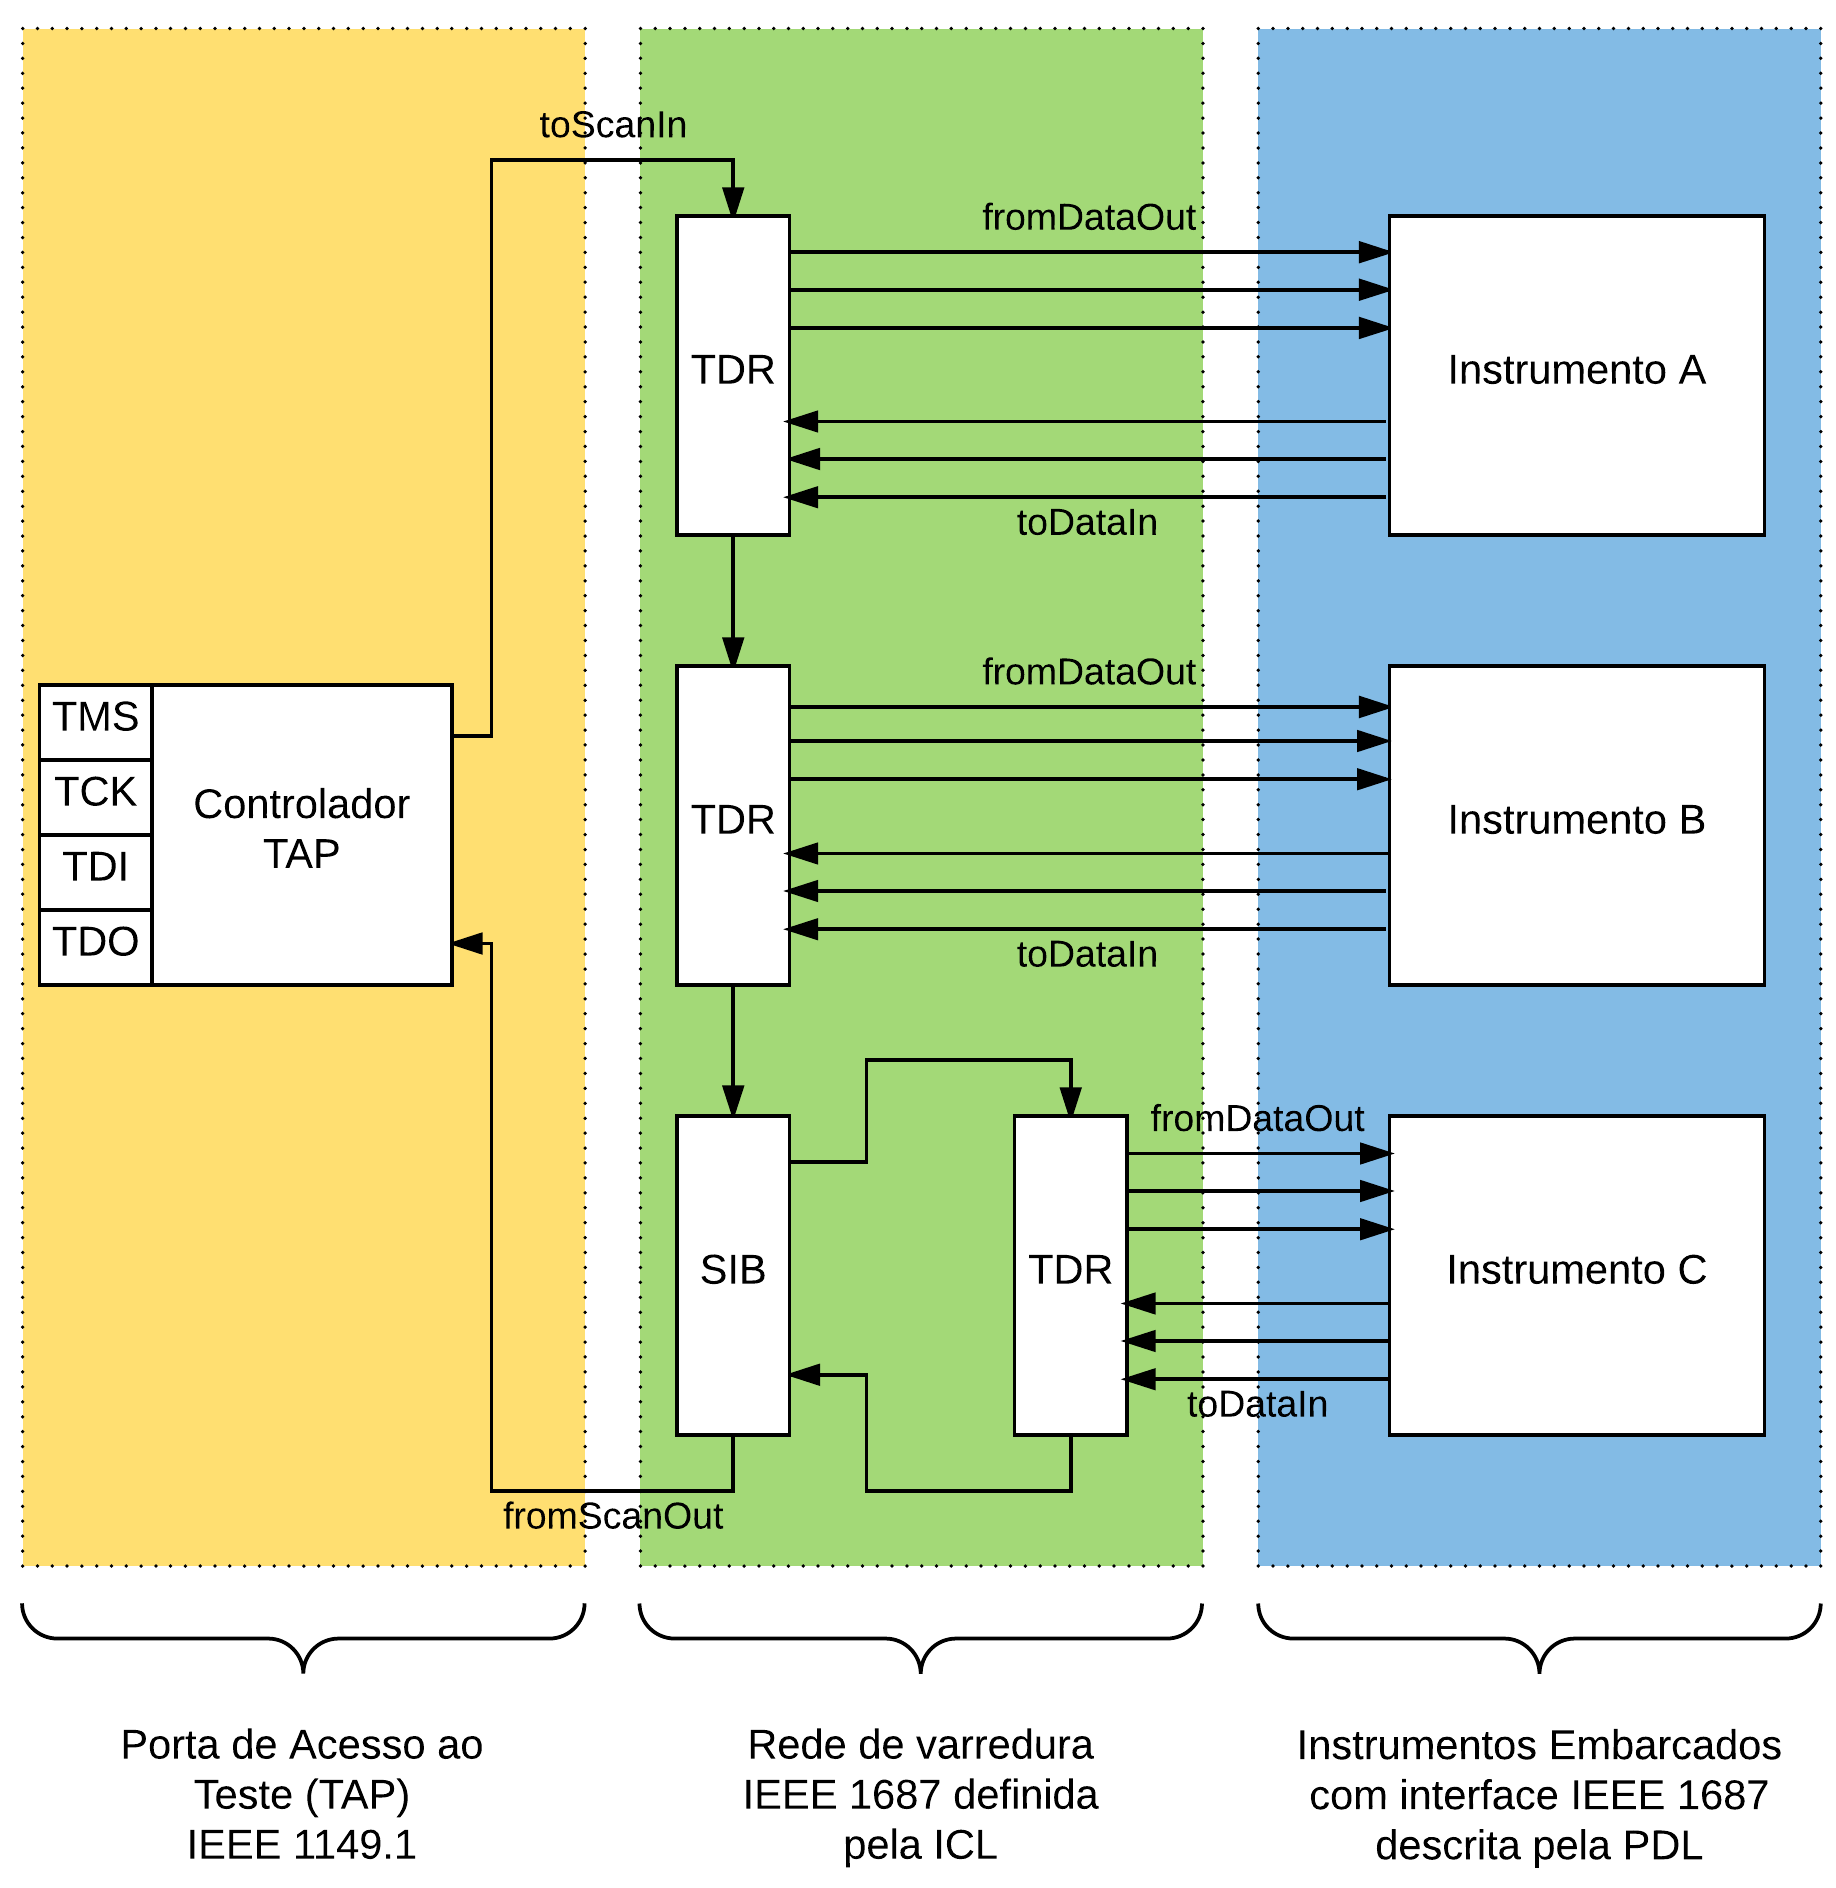 toScanIn
fromDataOut
TDR
Instrumento A
toDataIn
fromDataOut
TMS
TCK
TDI
TDO
Controlador
TAP
TDR
Instrumento B
toDataIn
fromDataOut
SIB
TDR
Instrumento C
toDataIn
fromScanOut
Porta de Acesso ao
Teste (TAP)
IEEE 1149.1
Rede de varredura
IEEE 1687 definida
pela ICL
Instrumentos Embarcados
com interface IEEE 1687
descrita pela PDL